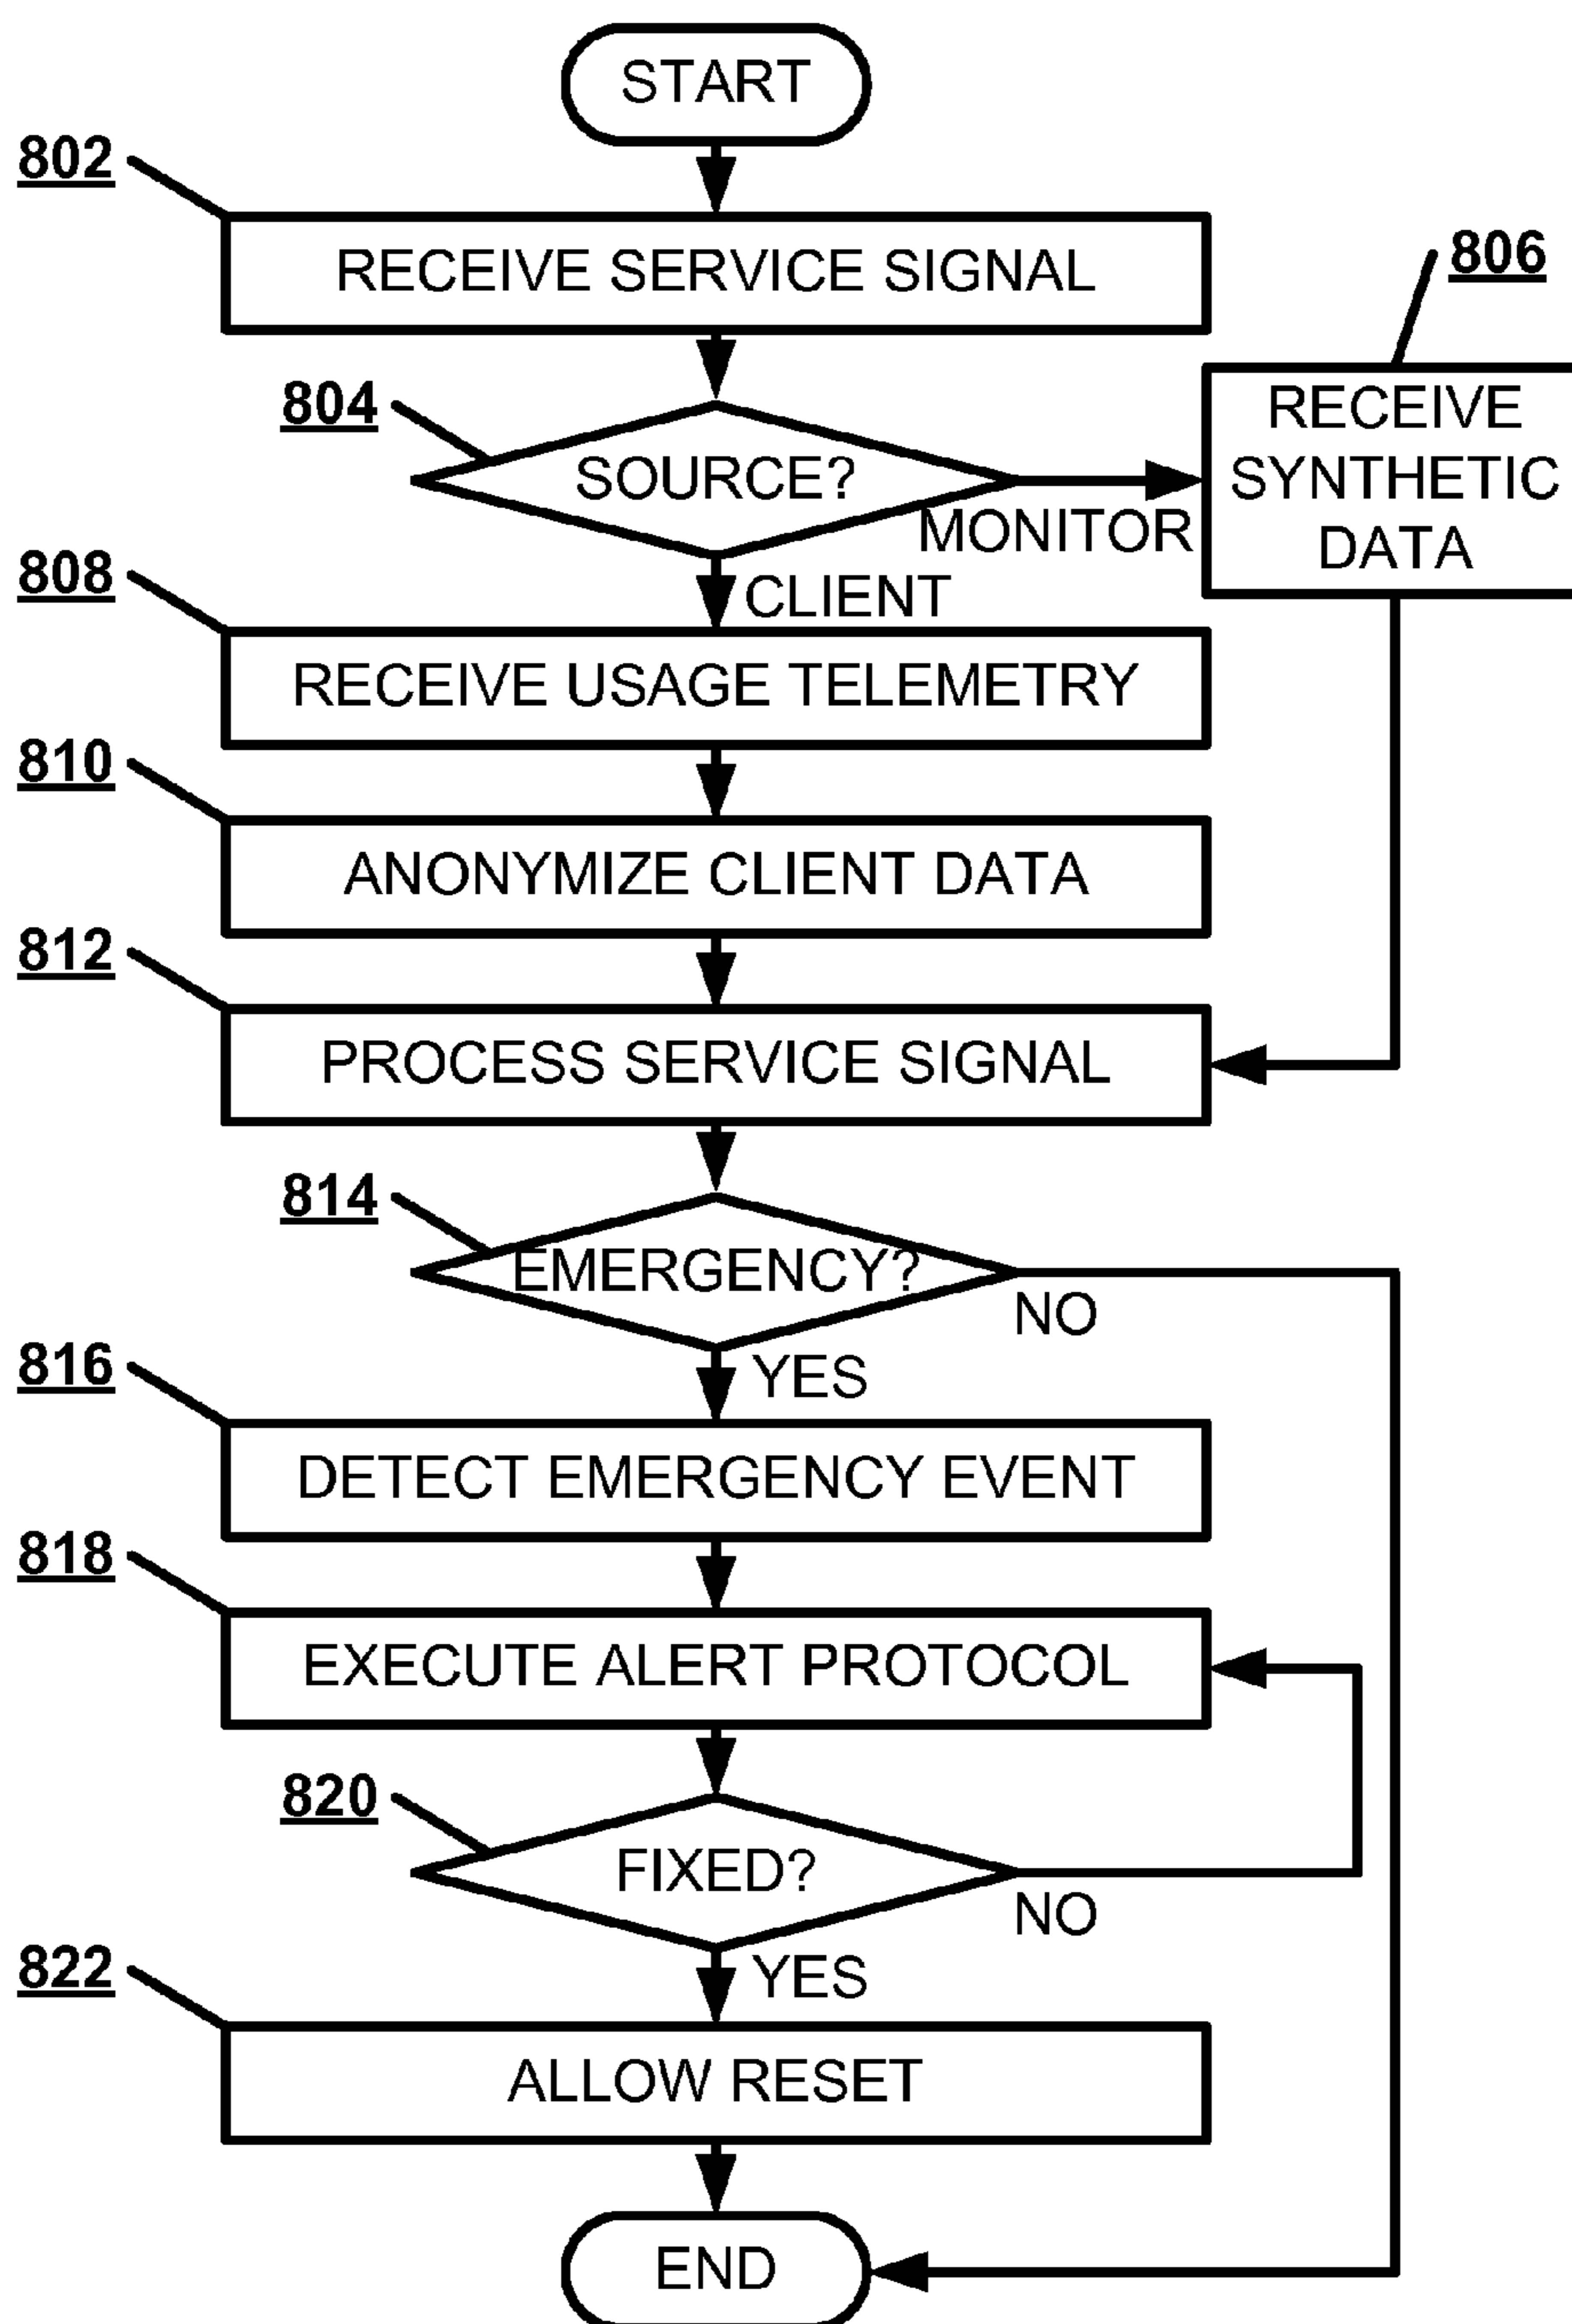 START
802
RECEIVE SERVICE SIGNAL
806
RECEIVE
SYNTHETIC
DATA
804
SOURCE?
MONITOR
CLIENT
808
RECEIVE USAGE TELEMETRY
810
ANONYMIZE CLIENT DATA
812
PROCESS SERVICE SIGNAL
814
EMERGENCY?
NO
YES
816
DETECT EMERGENCY EVENT
818
EXECUTE ALERT PROTOCOL
820
FIXED?
NO
YES
822
ALLOW RESET
END